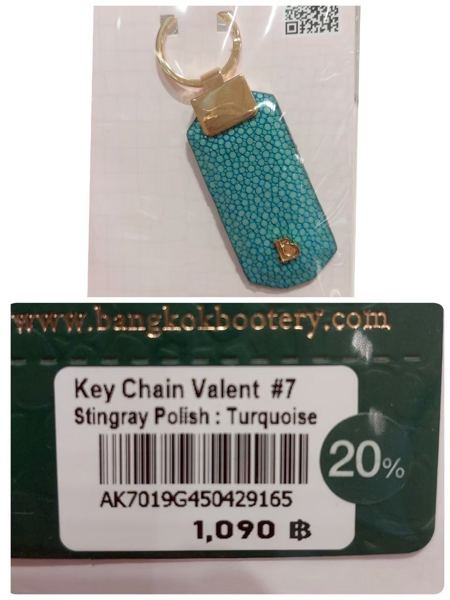 B
www.bangkokbootery.com
Key Chain Valent #7
Stingray Polish : Turquoise
20%
AK7019G450429165
1,090 ฿